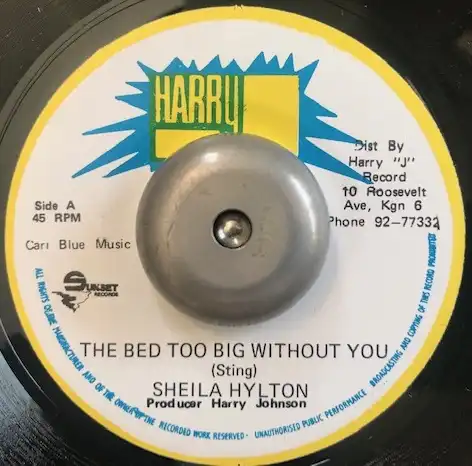 HARRY
Dist By
Harry "J"
Record
10 Roosevelt
Ave, Kgn 6
Phone 92-77332
Side A
45 RPM
Cari Blue Music
SUNSET
RECORDS
THE BED TOO BIG WITHOUT YOU
(Sting)
SHEILA HYLTON
Producer Harry Johnson
ALL RIGHTS OF THE MANUFACTURER AND OF THE OWNER OF THE RECORDED WORK RESERVED - UNAUTHORISED PUBLIC PERFORMANCE BROADCASTING AND COPYING OF THIS RECORD PROHIBITED